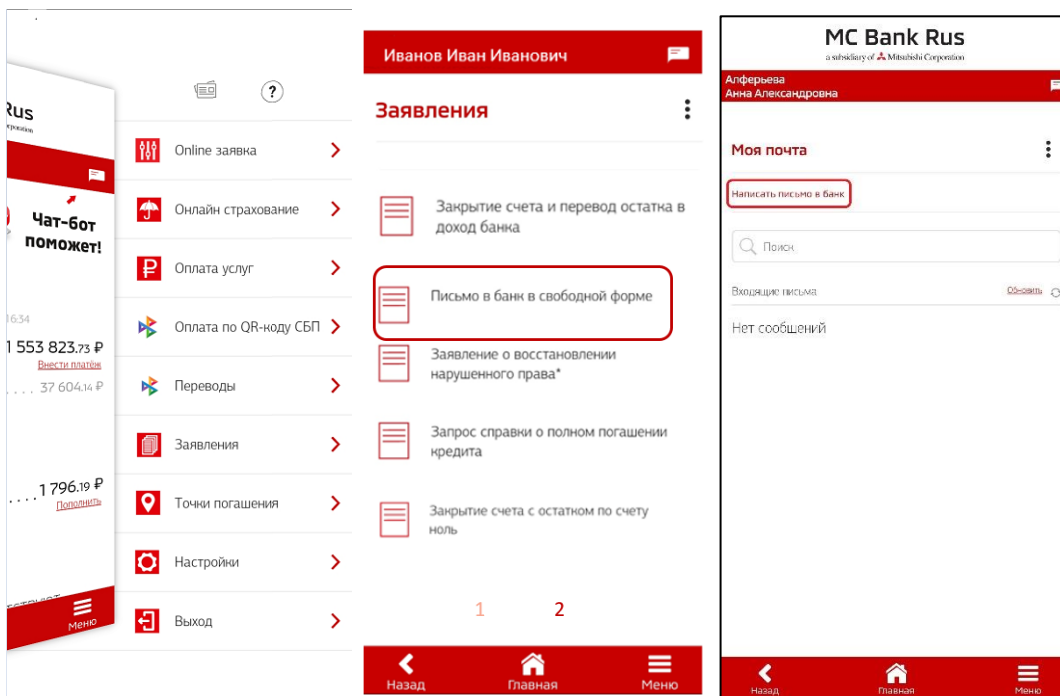 Rus
Чат-бот
поможет!
16:34
1 553 823.73 ₽
Внести платёж
.... 37 604.14 ₽
....1 796.19 ₽
Пополнить
Меню
?
Online заявка
Онлайн страхование
Оплата услуг
Оплата по QR-коду СБП
Переводы
Заявления
Точки погашения
Настройки
Выход
Иванов Иван Иванович
Заявления
Закрытие счета и перевод остатка в
доход банка
Письмо в банк в свободной форме
Заявление о восстановлении
нарушенного права*
Запрос справки о полном погашении
кредита
Закрытие счета с остатком по счету
ноль
1 2
Назад Главная Меню
MC Bank Rus
a subsidiary of Mitsubishi Corporation
Алферьева
Анна Александровна
Моя почта
Написать письмо в банк
Поиск
Входящие письма Обновить
Нет сообщений
Назад Главная Меню